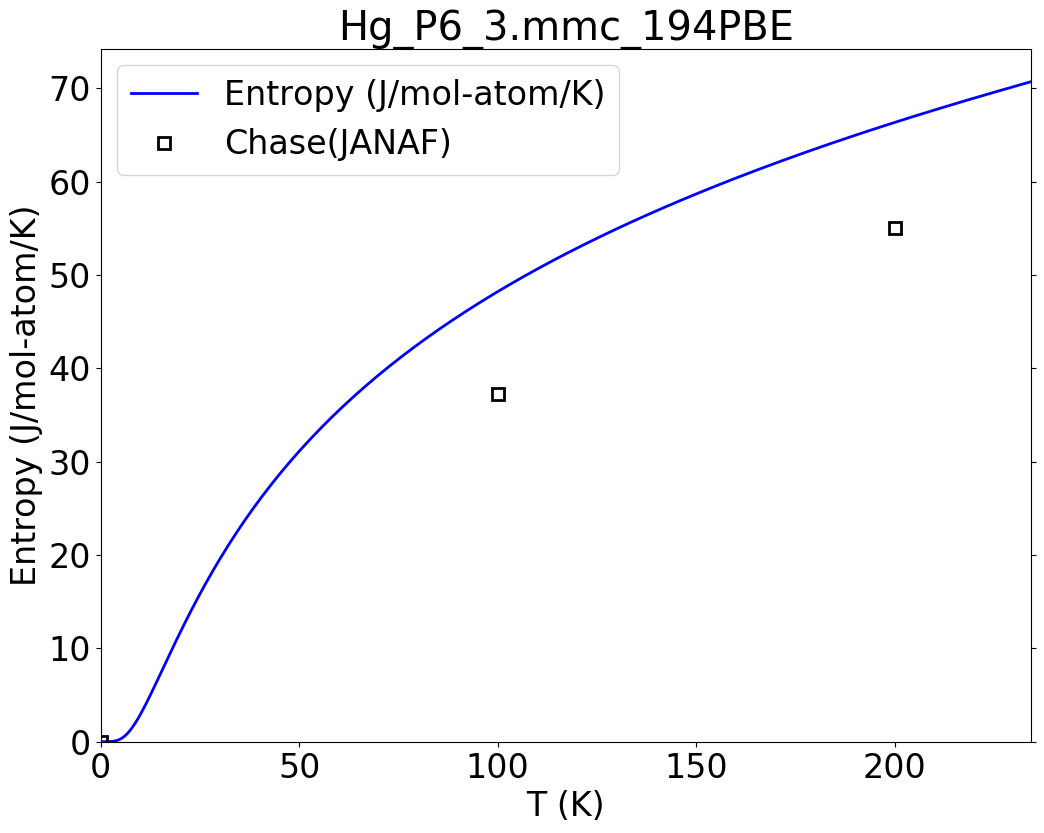 Hg_P6_3.mmc_194PBE
Entropy (J/mol-atom/K)
Chase(JANAF)
Entropy (J/mol-atom/K)
70
60
50
40
30
20
10
0
0 50 100 150 200
T (K)